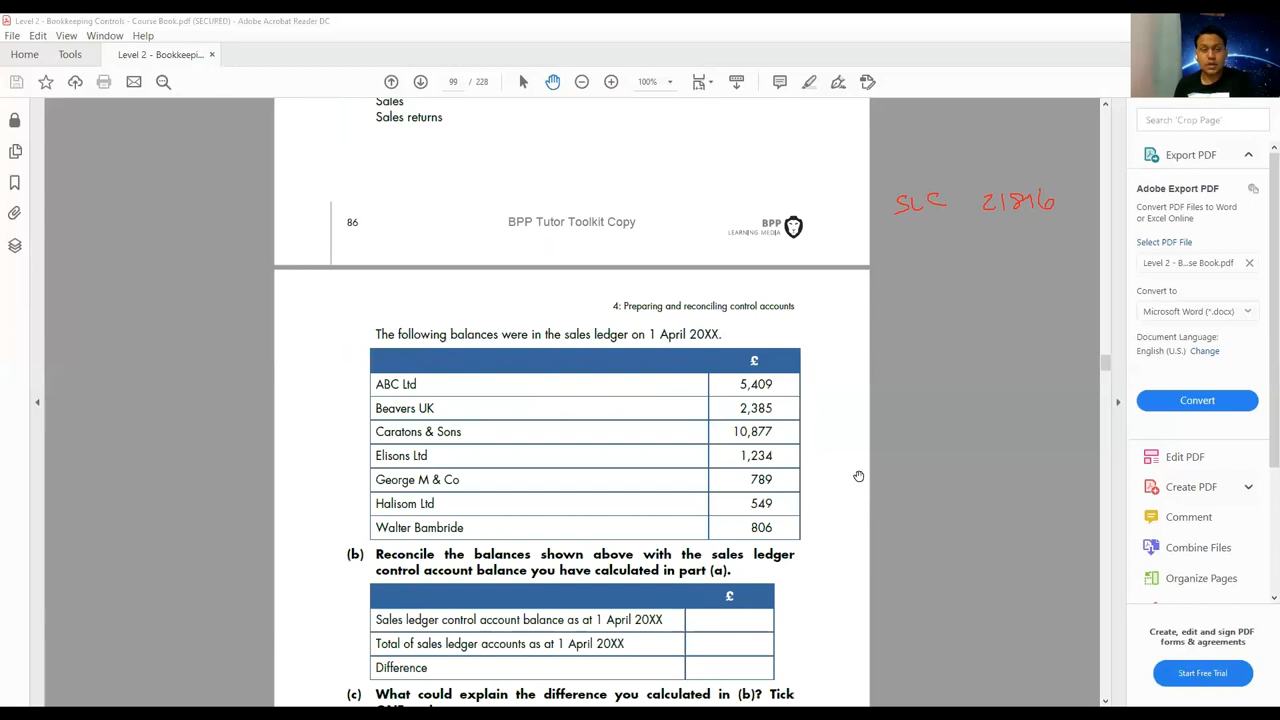 Level 2 - Bookkeeping Controls - Course Book.pdf (SECURED) - Adobe Acrobat Reader DC
File Edit View Window Help
Home Tools Level 2 - Bookkeepi... ×
99 / 228 100%
Sales
Sales returns
86 BPP Tutor Toolkit Copy BPP
LEARNING MEDIA
SLC 21816
4: Preparing and reconciling control accounts
The following balances were in the sales ledger on 1 April 20XX.
£
ABC Ltd 5,409
Beavers UK 2,385
Caratons & Sons 10,877
Elisons Ltd 1,234
George M & Co 789
Halisom Ltd 549
Walter Bambride 806
(b) Reconcile the balances shown above with the sales ledger
control account balance you have calculated in part (a).
£
Sales ledger control account balance as at 1 April 20XX
Total of sales ledger accounts as at 1 April 20XX
Difference
(c) What could explain the difference you calculated in (b)? Tick
Search 'Crop Page'
Export PDF
Adobe Export PDF
Convert PDF Files to Word
or Excel Online
Select PDF File
Level 2 - B...se Book.pdf ×
Convert to
Microsoft Word (*.docx)
Document Language:
English (U.S.) Change
Convert
Edit PDF
Create PDF
Comment
Combine Files
Organize Pages
Create, edit and sign PDF
forms & agreements
Start Free Trial